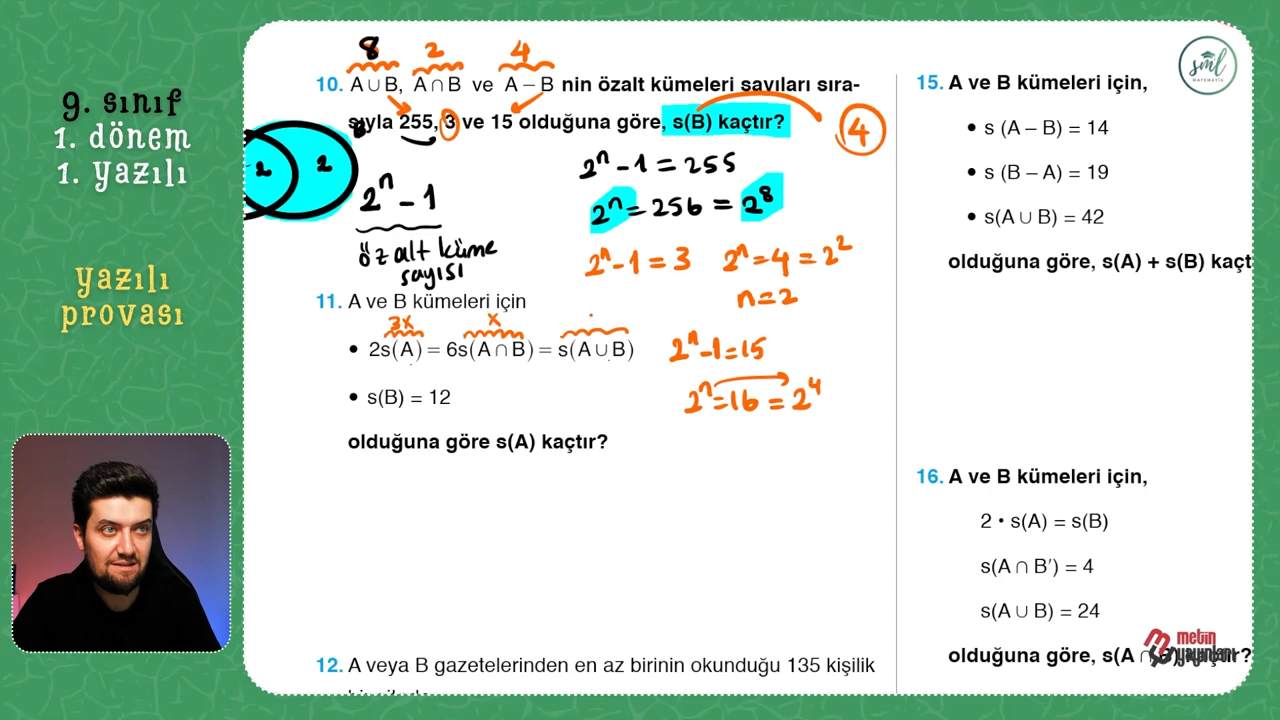 9. sınıf
1. dönem
1. yazılı
yazılı
provası
8 2 4
10. A ∪ B, A ∩ B ve A − B nin özalt kümeleri sayıları sıra-
sıyla 255, 3 ve 15 olduğuna göre, s(B) kaçtır?
4
2 2
2ⁿ - 1
öz alt küme
sayısı
2ⁿ - 1 = 255
2ⁿ = 256 = 2⁸
2ⁿ - 1 = 3 2ⁿ = 4 = 2²
n = 2
2ⁿ - 1 = 15
2ⁿ = 16 = 2⁴
11. A ve B kümeleri için
3x x
• 2s(A) = 6s(A ∩ B) = s(A ∪ B)
• s(B) = 12
olduğuna göre s(A) kaçtır?
12. A veya B gazetelerinden en az birinin okunduğu 135 kişilik
sml
MATEMATİK
15. A ve B kümeleri için,
• s (A − B) = 14
• s (B − A) = 19
• s(A ∪ B) = 42
olduğuna göre, s(A) + s(B) kaçt
16. A ve B kümeleri için,
2 • s(A) = s(B)
s(A ∩ B′) = 4
s(A ∪ B) = 24
olduğuna göre, s(A ∩
metin
yayınları